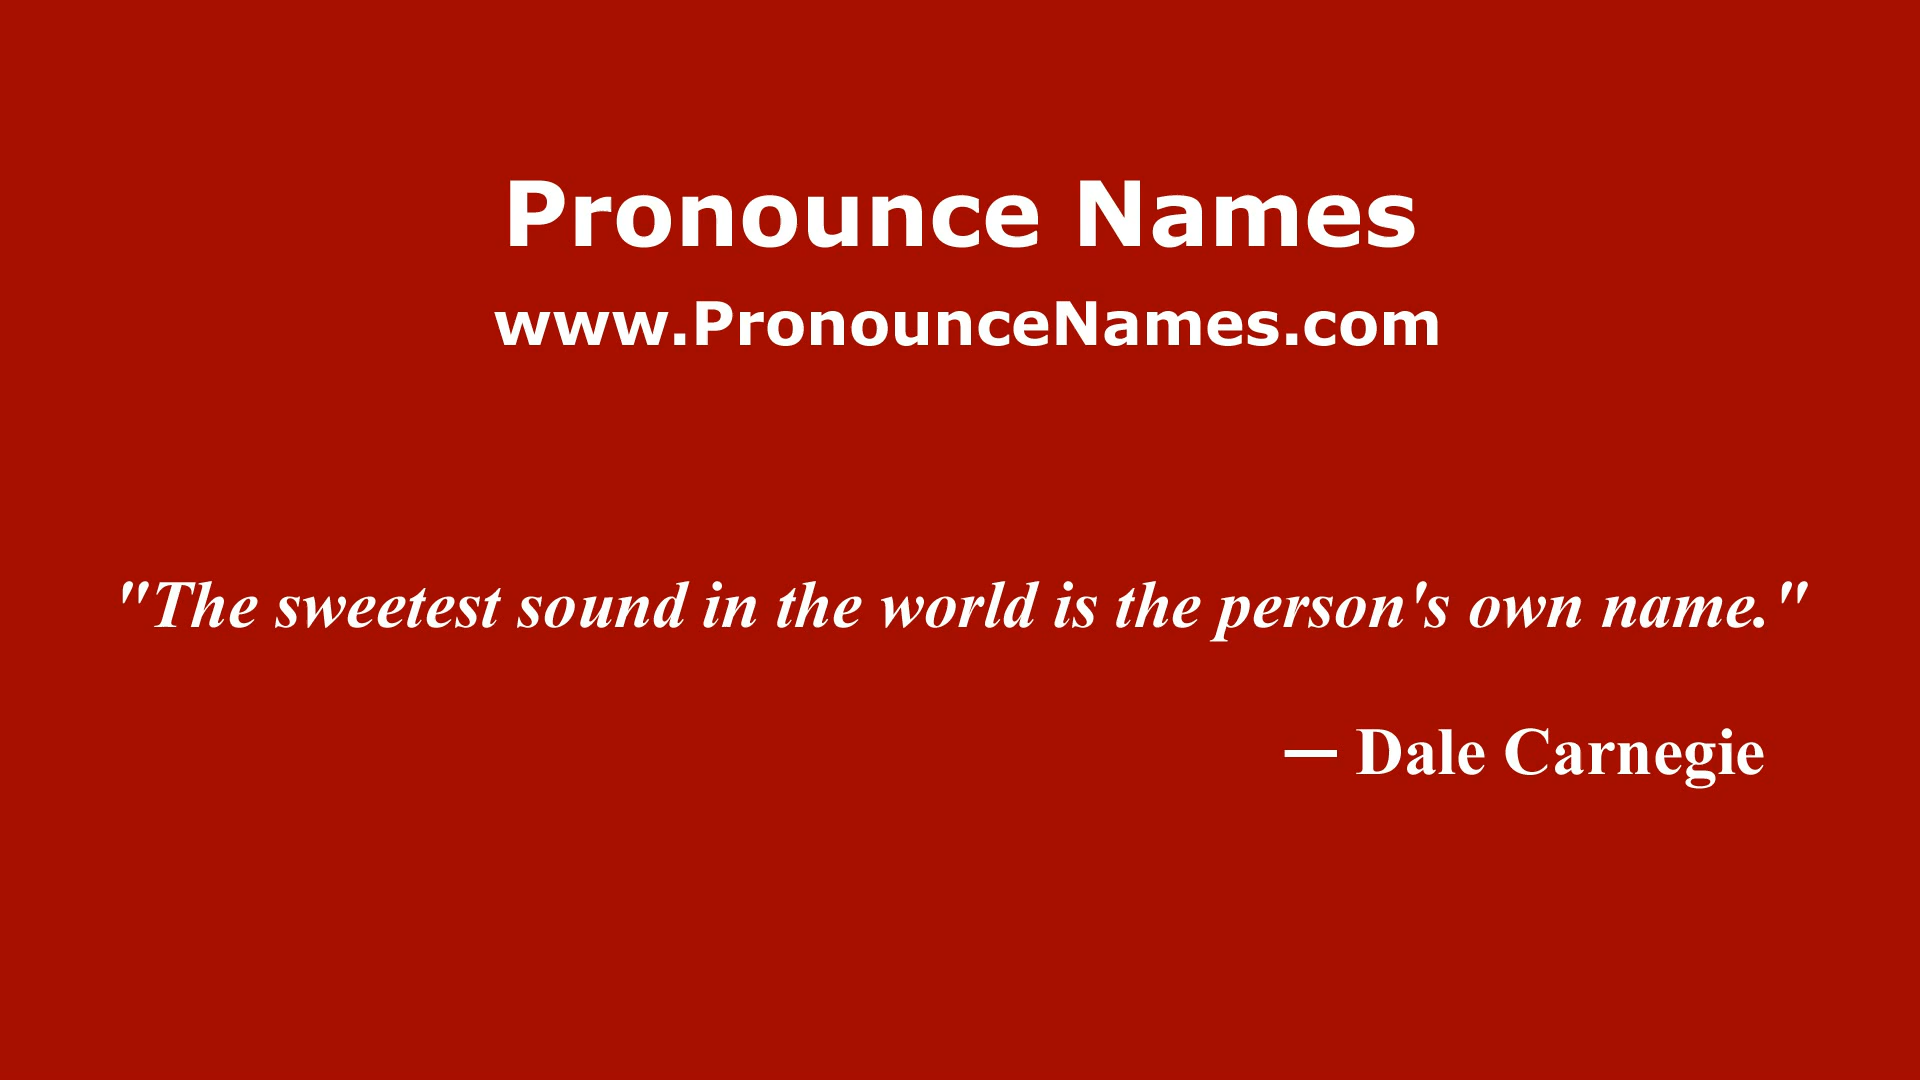 Pronounce Names
www.PronounceNames.com
"The sweetest sound in the world is the person's own name."
— Dale Carnegie